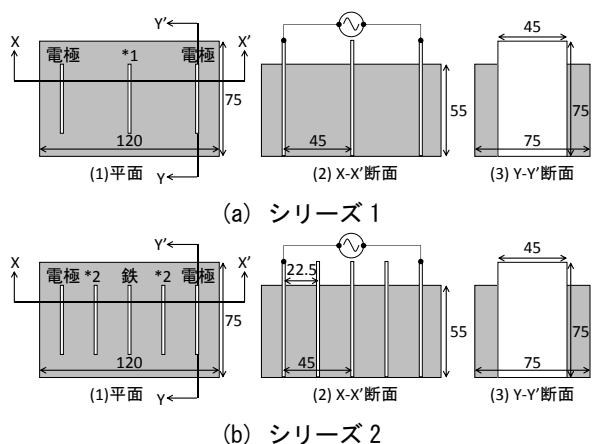 Y'
X
X'
電極
*1
電極
75
120
Y
(1)平面
55
45
(2) X-X'断面
45
75
75
(3) Y-Y'断面
(a) シリーズ 1
Y'
X
X'
電極
*2
鉄
*2
電極
75
120
Y
(1)平面
22.5
55
45
(2) X-X'断面
45
75
75
(3) Y-Y'断面
(b) シリーズ 2